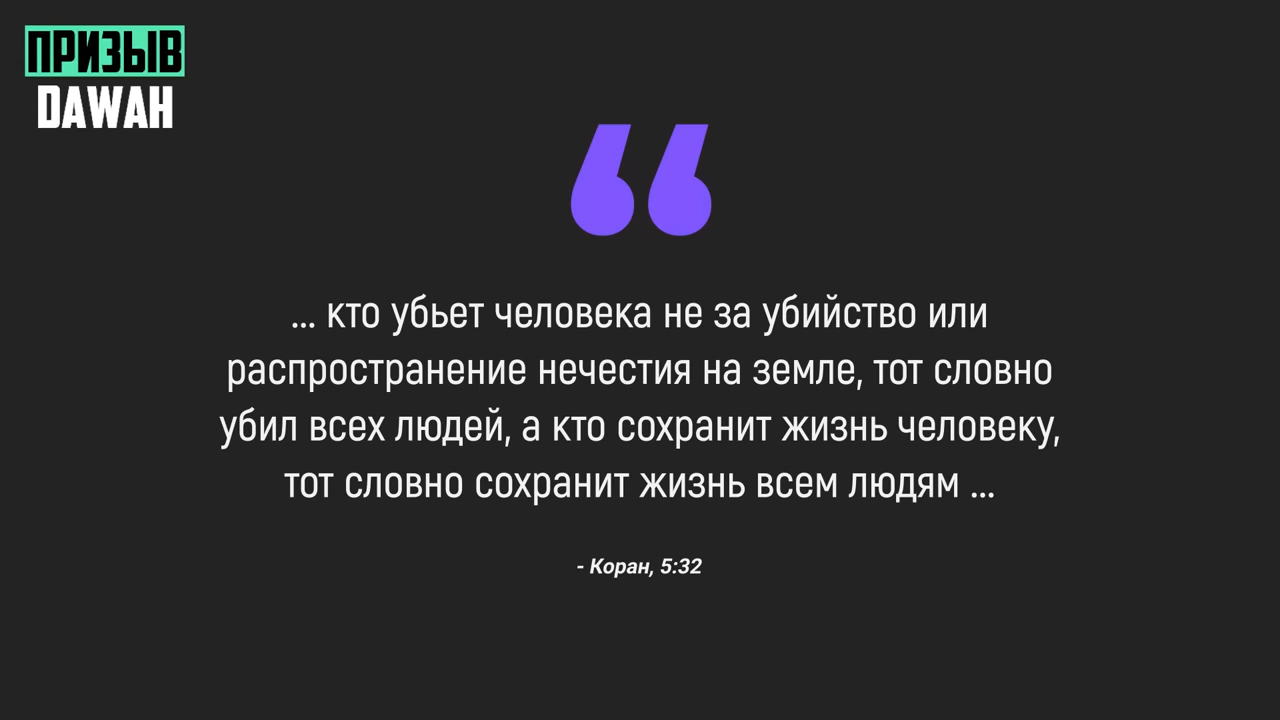 ПРИЗЫВ
DAWAH
“
... кто убьет человека не за убийство или
распространение нечестия на земле, тот словно
убил всех людей, а кто сохранит жизнь человеку,
тот словно сохранит жизнь всем людям ...
- Коран, 5:32